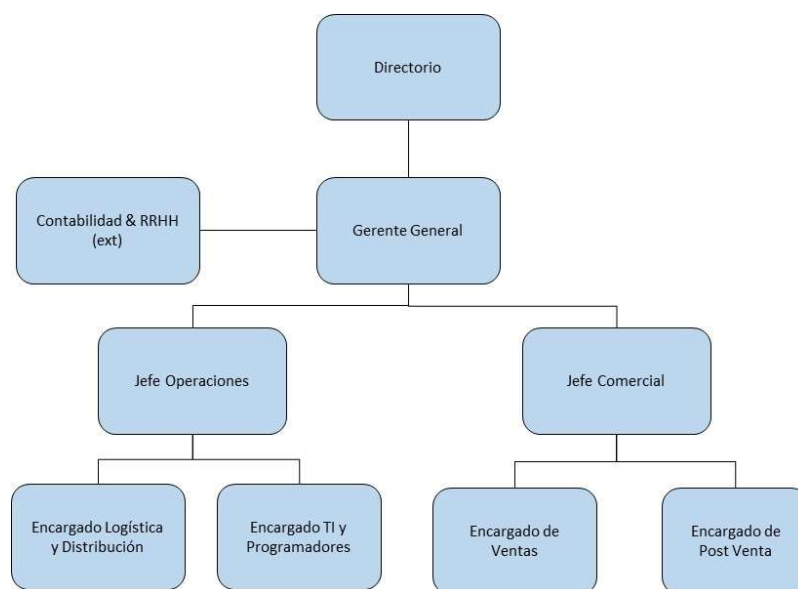 Directorio
Contabilidad & RRHH
(ext)
Gerente General
Jefe Operaciones
Jefe Comercial
Encargado Logística
y Distribución
Encargado TI y
Programadores
Encargado de
Ventas
Encargado de
Post Venta